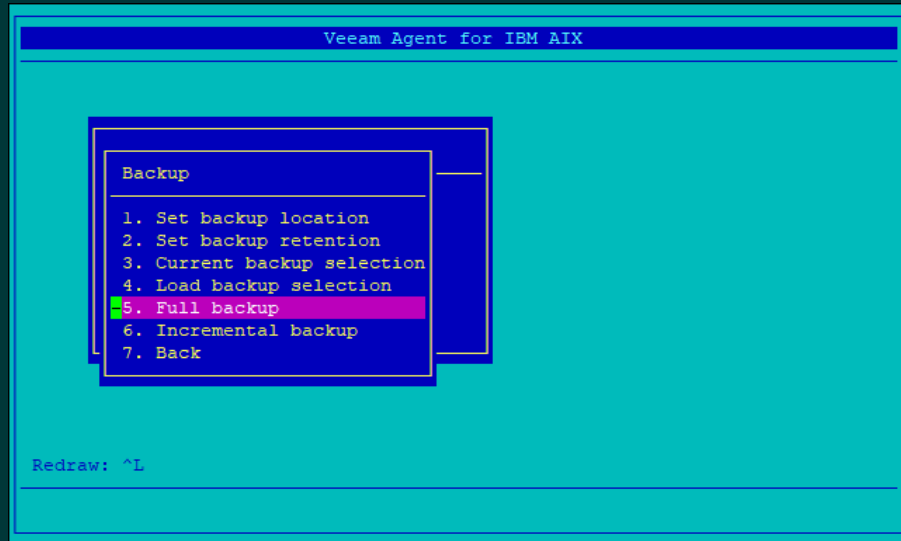 Veeam Agent for IBM AIX
Backup
1. Set backup location
2. Set backup retention
3. Current backup selection
4. Load backup selection
-5. Full backup
6. Incremental backup
7. Back
Redraw: ^L